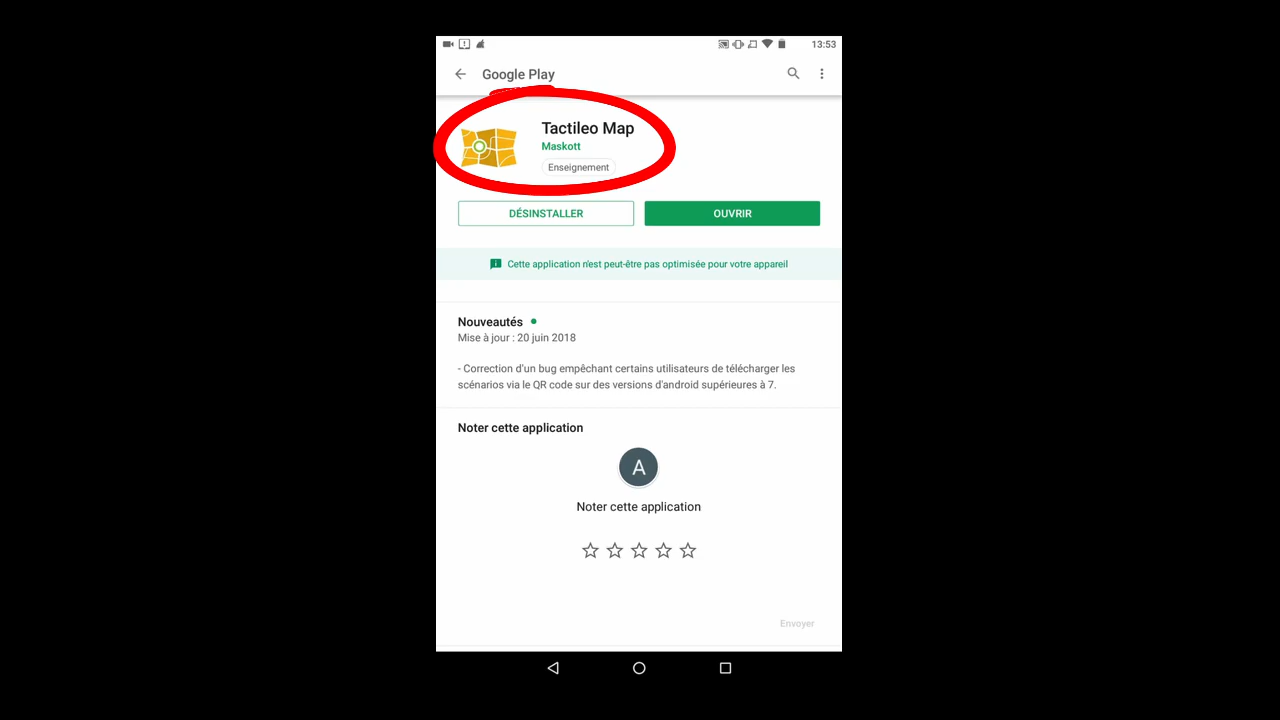 13:53
Google Play
Tactileo Map
Maskott
Enseignement
DÉSINSTALLER
OUVRIR
Cette application n'est peut-être pas optimisée pour votre appareil
Nouveautés
Mise à jour : 20 juin 2018
- Correction d'un bug empêchant certains utilisateurs de télécharger les
scénarios via le QR code sur des versions d'android supérieures à 7.
Noter cette application
A
Noter cette application
Envoyer